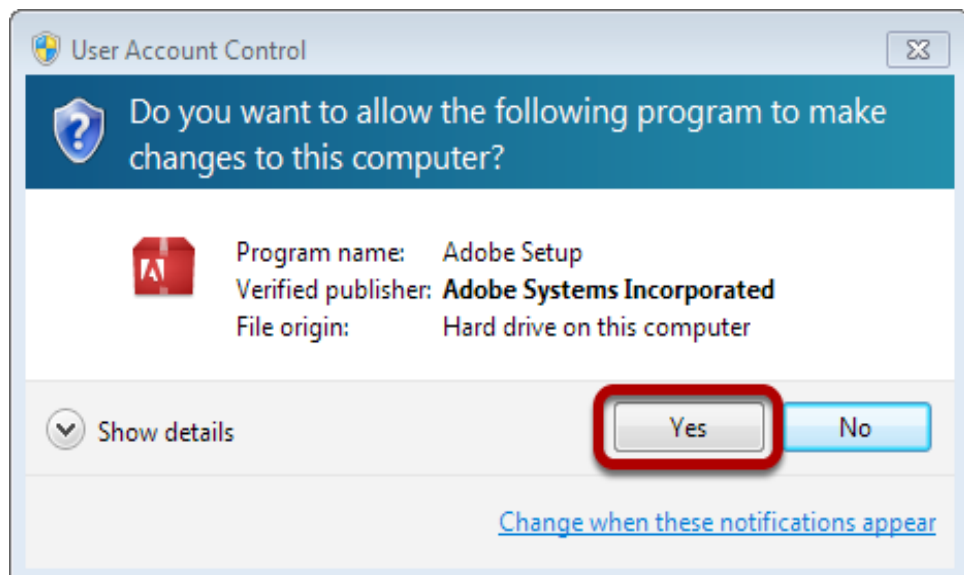 User Account Control
Do you want to allow the following program to make
changes to this computer?
Program name: Adobe Setup
Verified publisher: Adobe Systems Incorporated
File origin: Hard drive on this computer
Show details
Yes
No
Change when these notifications appear